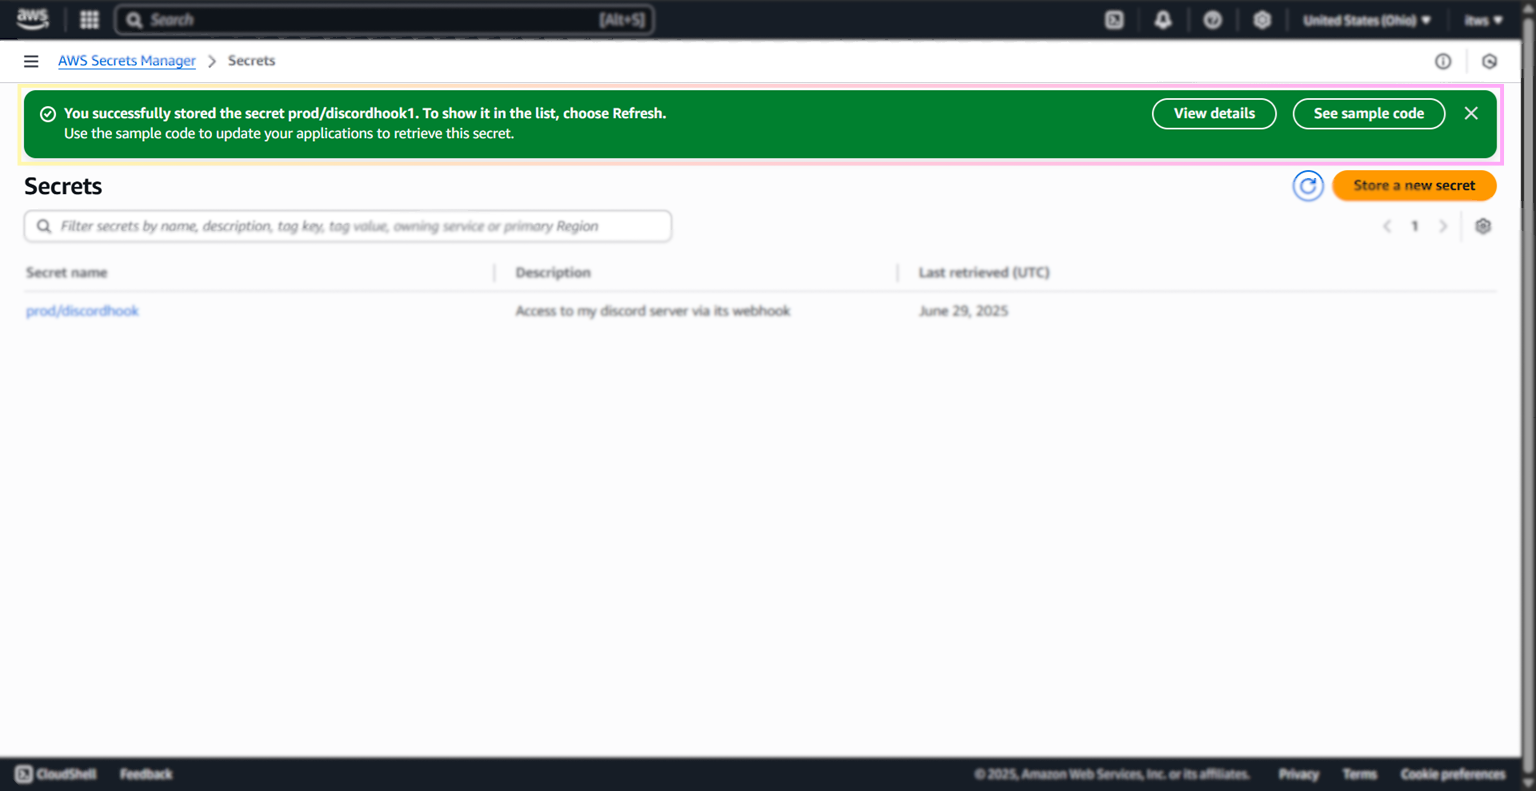 aws
Search [Alt+S] United States (Ohio) itws
AWS Secrets Manager Secrets
You successfully stored the secret prod/discordhook1. To show it in the list, choose Refresh.
Use the sample code to update your applications to retrieve this secret.
View details See sample code
Secrets
Store a new secret
Filter secrets by name, description, tag key, tag value, owning service or primary Region
1
Secret name Description Last retrieved (UTC)
prod/discordhook Access to my discord server via its webhook June 29, 2025
CloudShell Feedback © 2025, Amazon Web Services, Inc. or its affiliates. Privacy Terms Cookie preferences